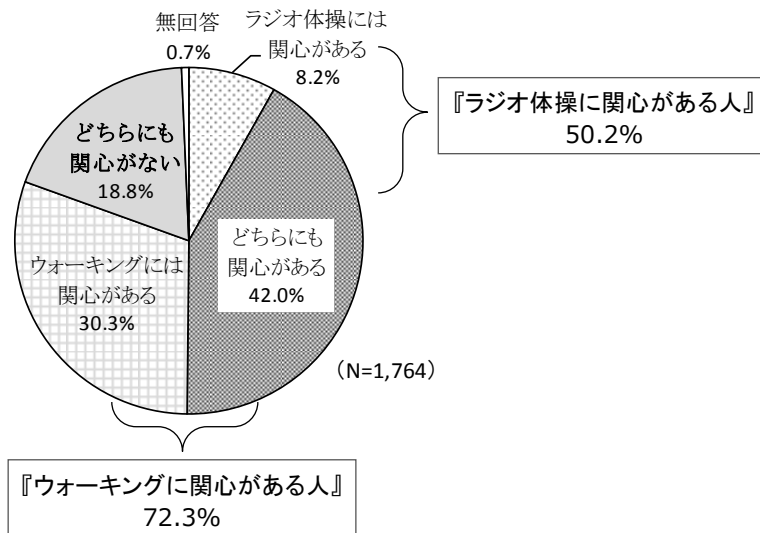 無回答
0.7%
ラジオ体操には
関心がある
8.2%
『ラジオ体操に関心がある人』
50.2%
どちらにも
関心がない
18.8%
どちらにも
関心がある
42.0%
ウォーキングには
関心がある
30.3%
（N=1,764）
『ウォーキングに関心がある人』
72.3%